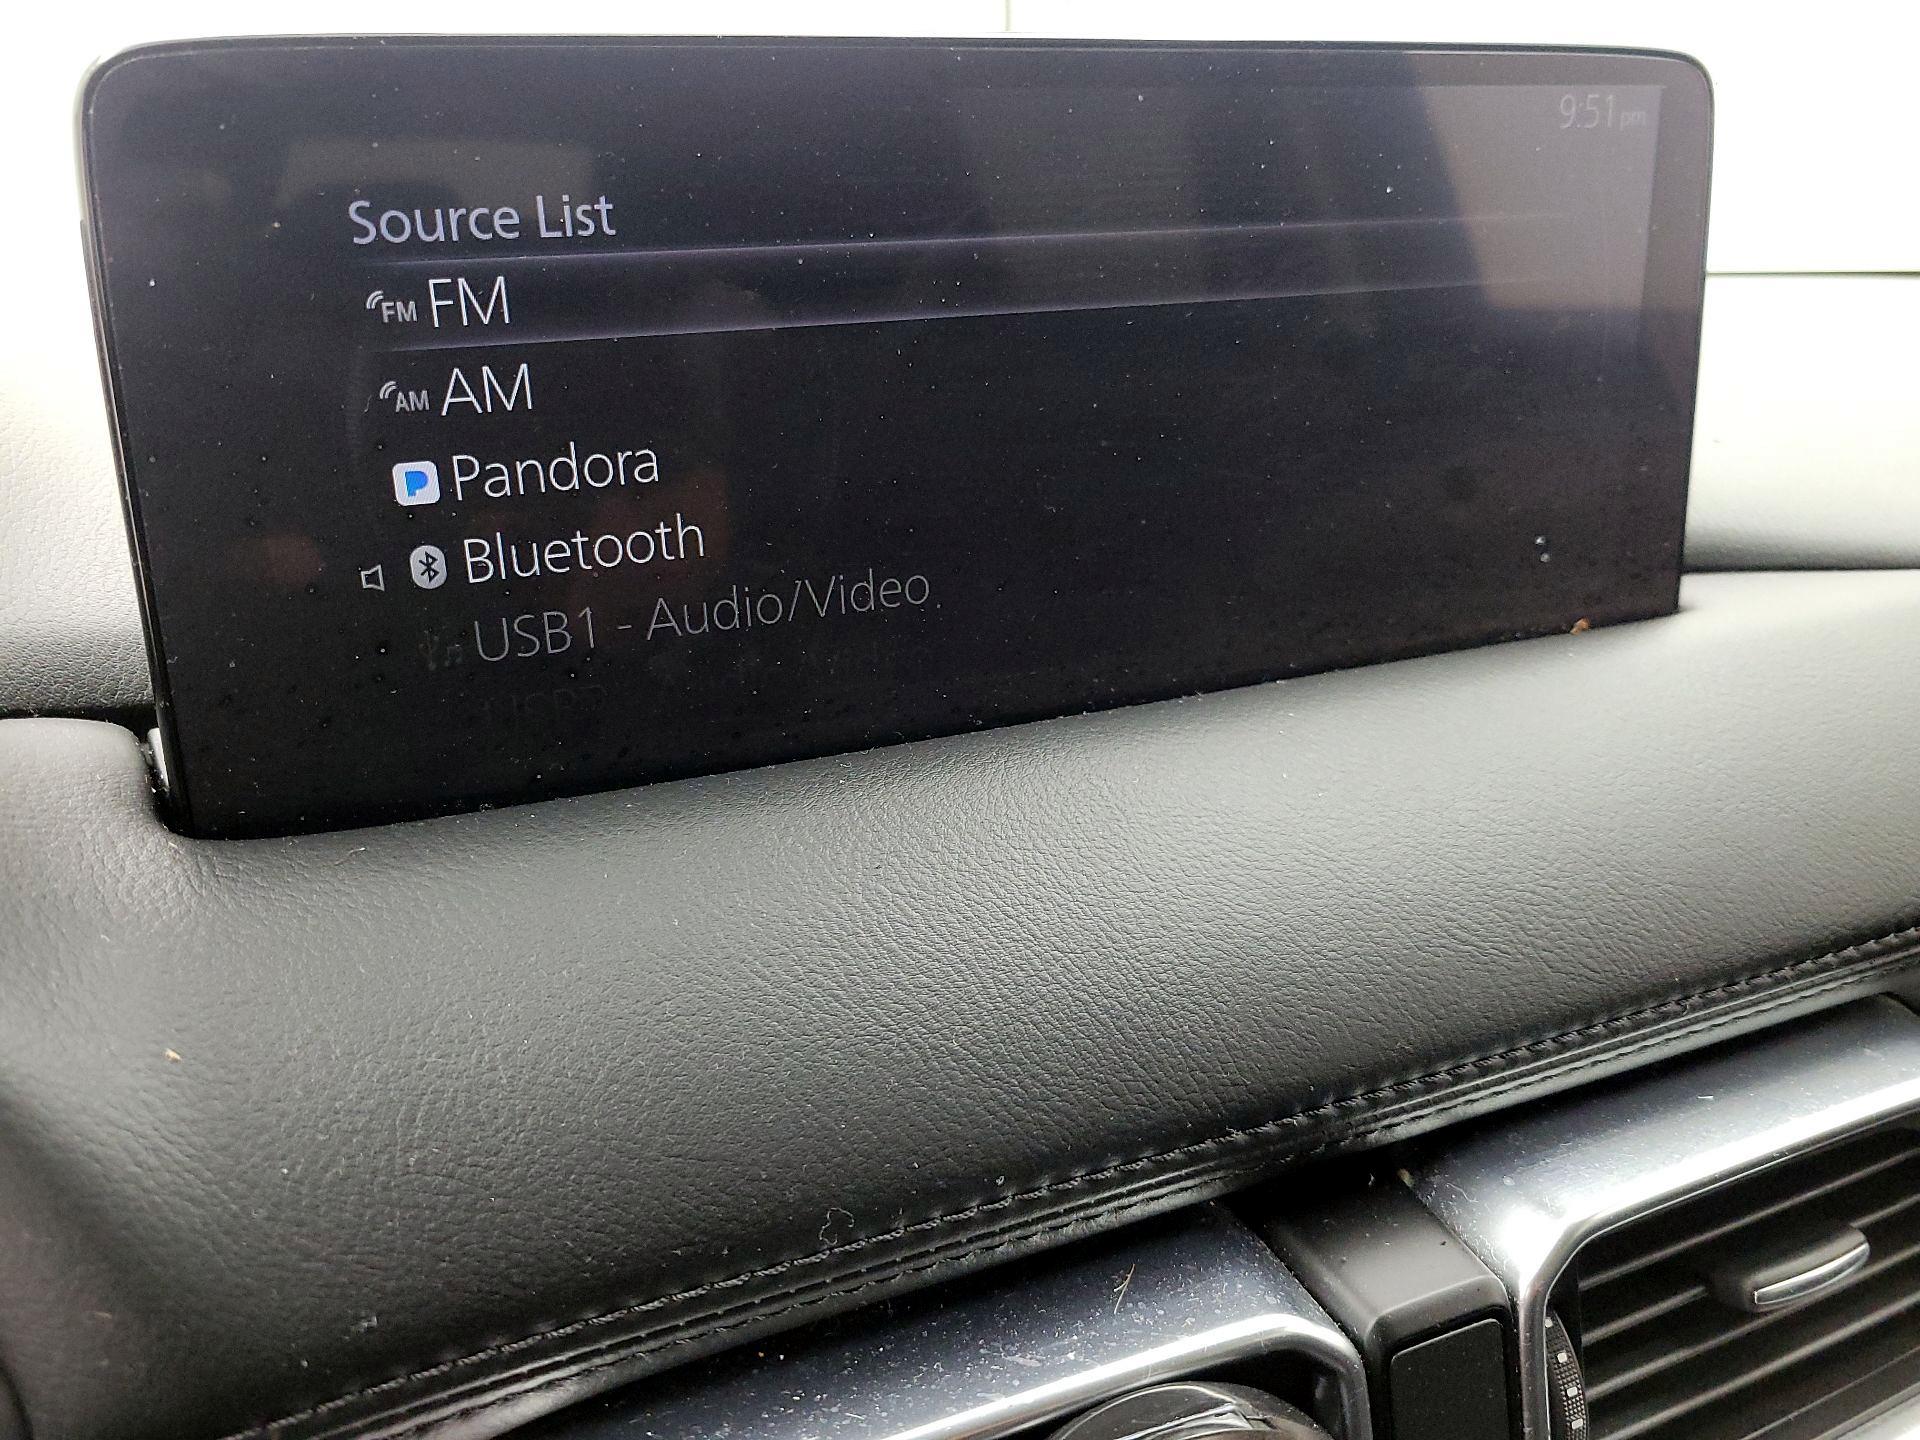 9:51 pm
Source List
FM FM
AM AM
Pandora
Bluetooth
USB1 - Audio/Video